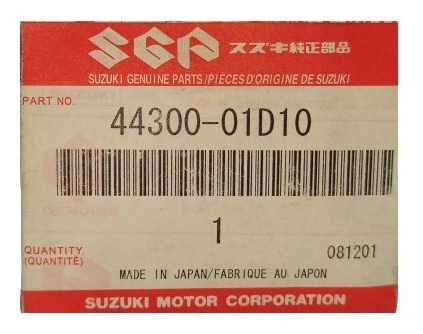 SGP スズキ純正部品
SUZUKI GENUINE PARTS/PIÈCES D'ORIGINE DE SUZUKI
PART NO.
44300-01D10
1
QUANTITY
(QUANTITÉ)
081201
MADE IN JAPAN/FABRIQUE AU JAPON
SUZUKI MOTOR CORPORATION